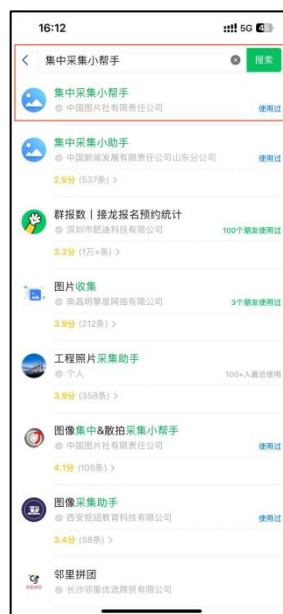 16:12
5G 45
集中采集小帮手
搜索
集中采集小帮手
中国图片社有限责任公司
使用过
集中采集小助手
中国新闻发展有限责任公司山东分公司
使用过
2.9分 (537条) >
群报数丨接龙报名预约统计
深圳市肥迪科技有限公司
100个朋友使用过
3.3分 (1万+条) >
图片收集
南昌明擎星网络有限公司
3个朋友使用过
3.9分 (212条) >
工程照片采集助手
个人
100+人最近使用
3.9分 (358条) >
图像集中&散拍采集小帮手
中国图片社有限责任公司
使用过
4.1分 (105条) >
图像采集助手
西安枢纽教育科技有限公司
使用过
3.4分 (58条) >
邻里拼团
长沙邻里优选商贸有限公司